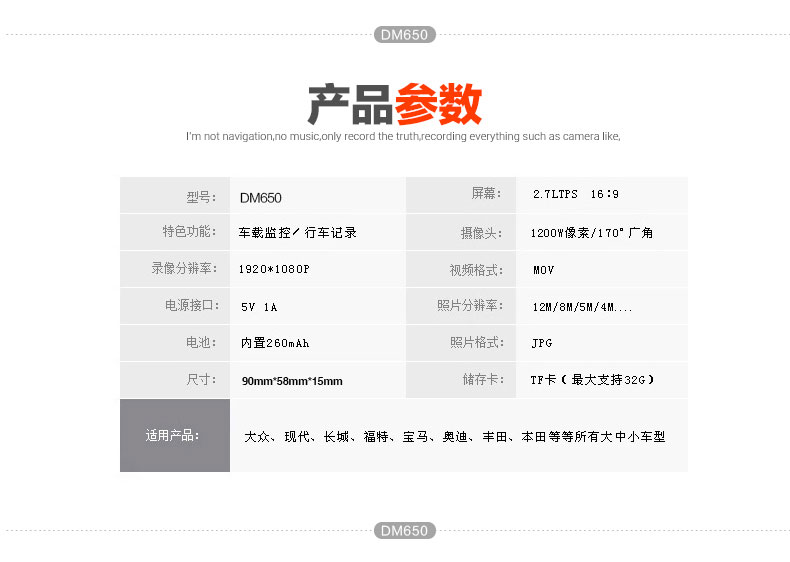 DM650
产品参数
I'm not navigation,no music,only record the truth,recording everything such as camera like,
型号: DM650 屏幕: 2.7LTPS 16:9
特色功能: 车载监控/行车记录 摄像头: 1200W像素/170°广角
录像分辨率: 1920*1080P 视频格式: MOV
电源接口: 5V 1A 照片分辨率: 12M/8M/5M/4M....
电池: 内置260mAh 照片格式: JPG
尺寸: 90mm*58mm*15mm 储存卡: TF卡(最大支持32G)
适用产品: 大众、现代、长城、福特、宝马、奥迪、丰田、本田等等所有大中小车型
DM650